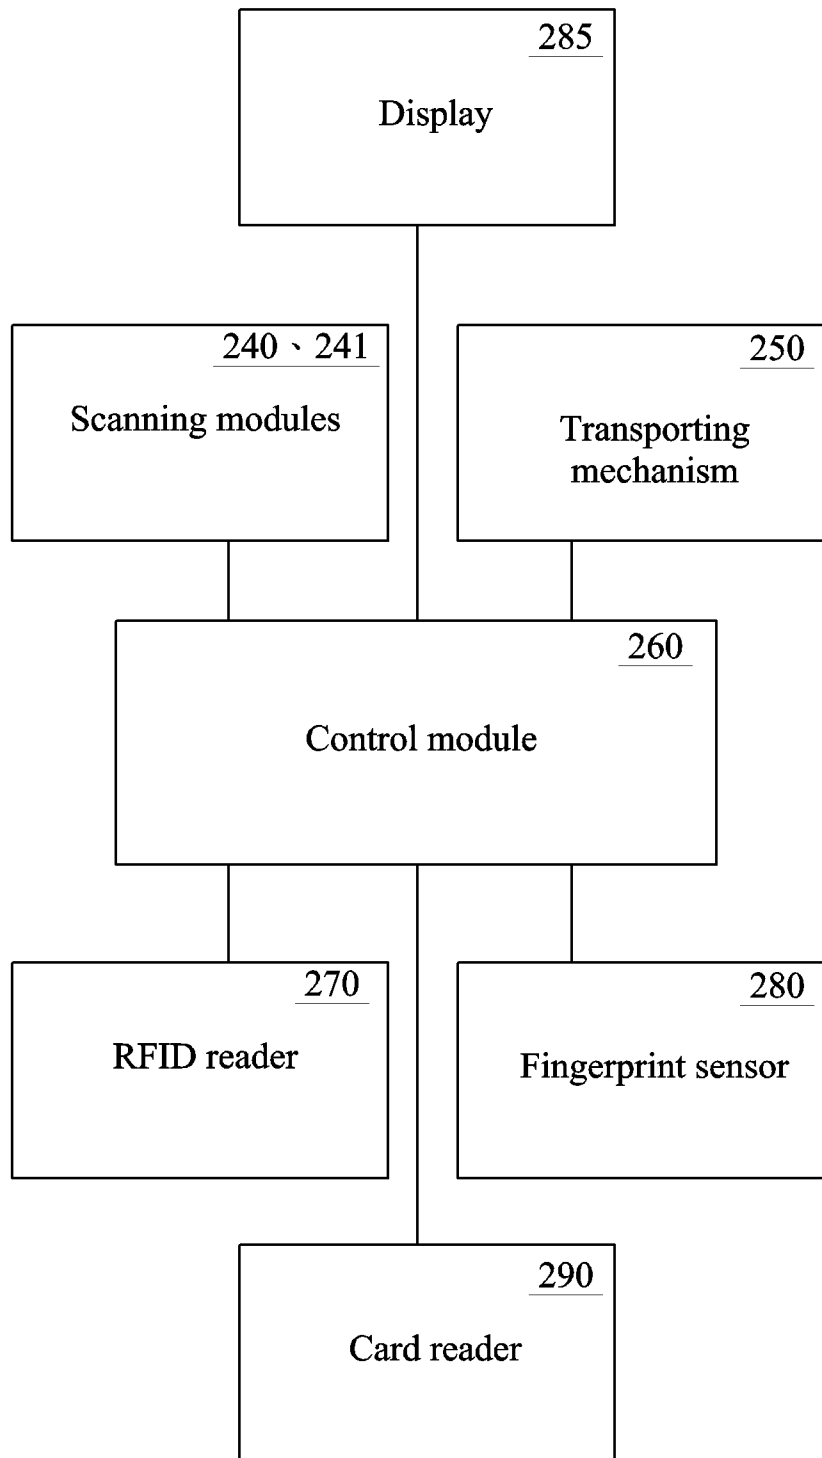 285
Display
240、241
Scanning modules
250
Transporting
mechanism
260
Control module
270
RFID reader
280
Fingerprint sensor
290
Card reader